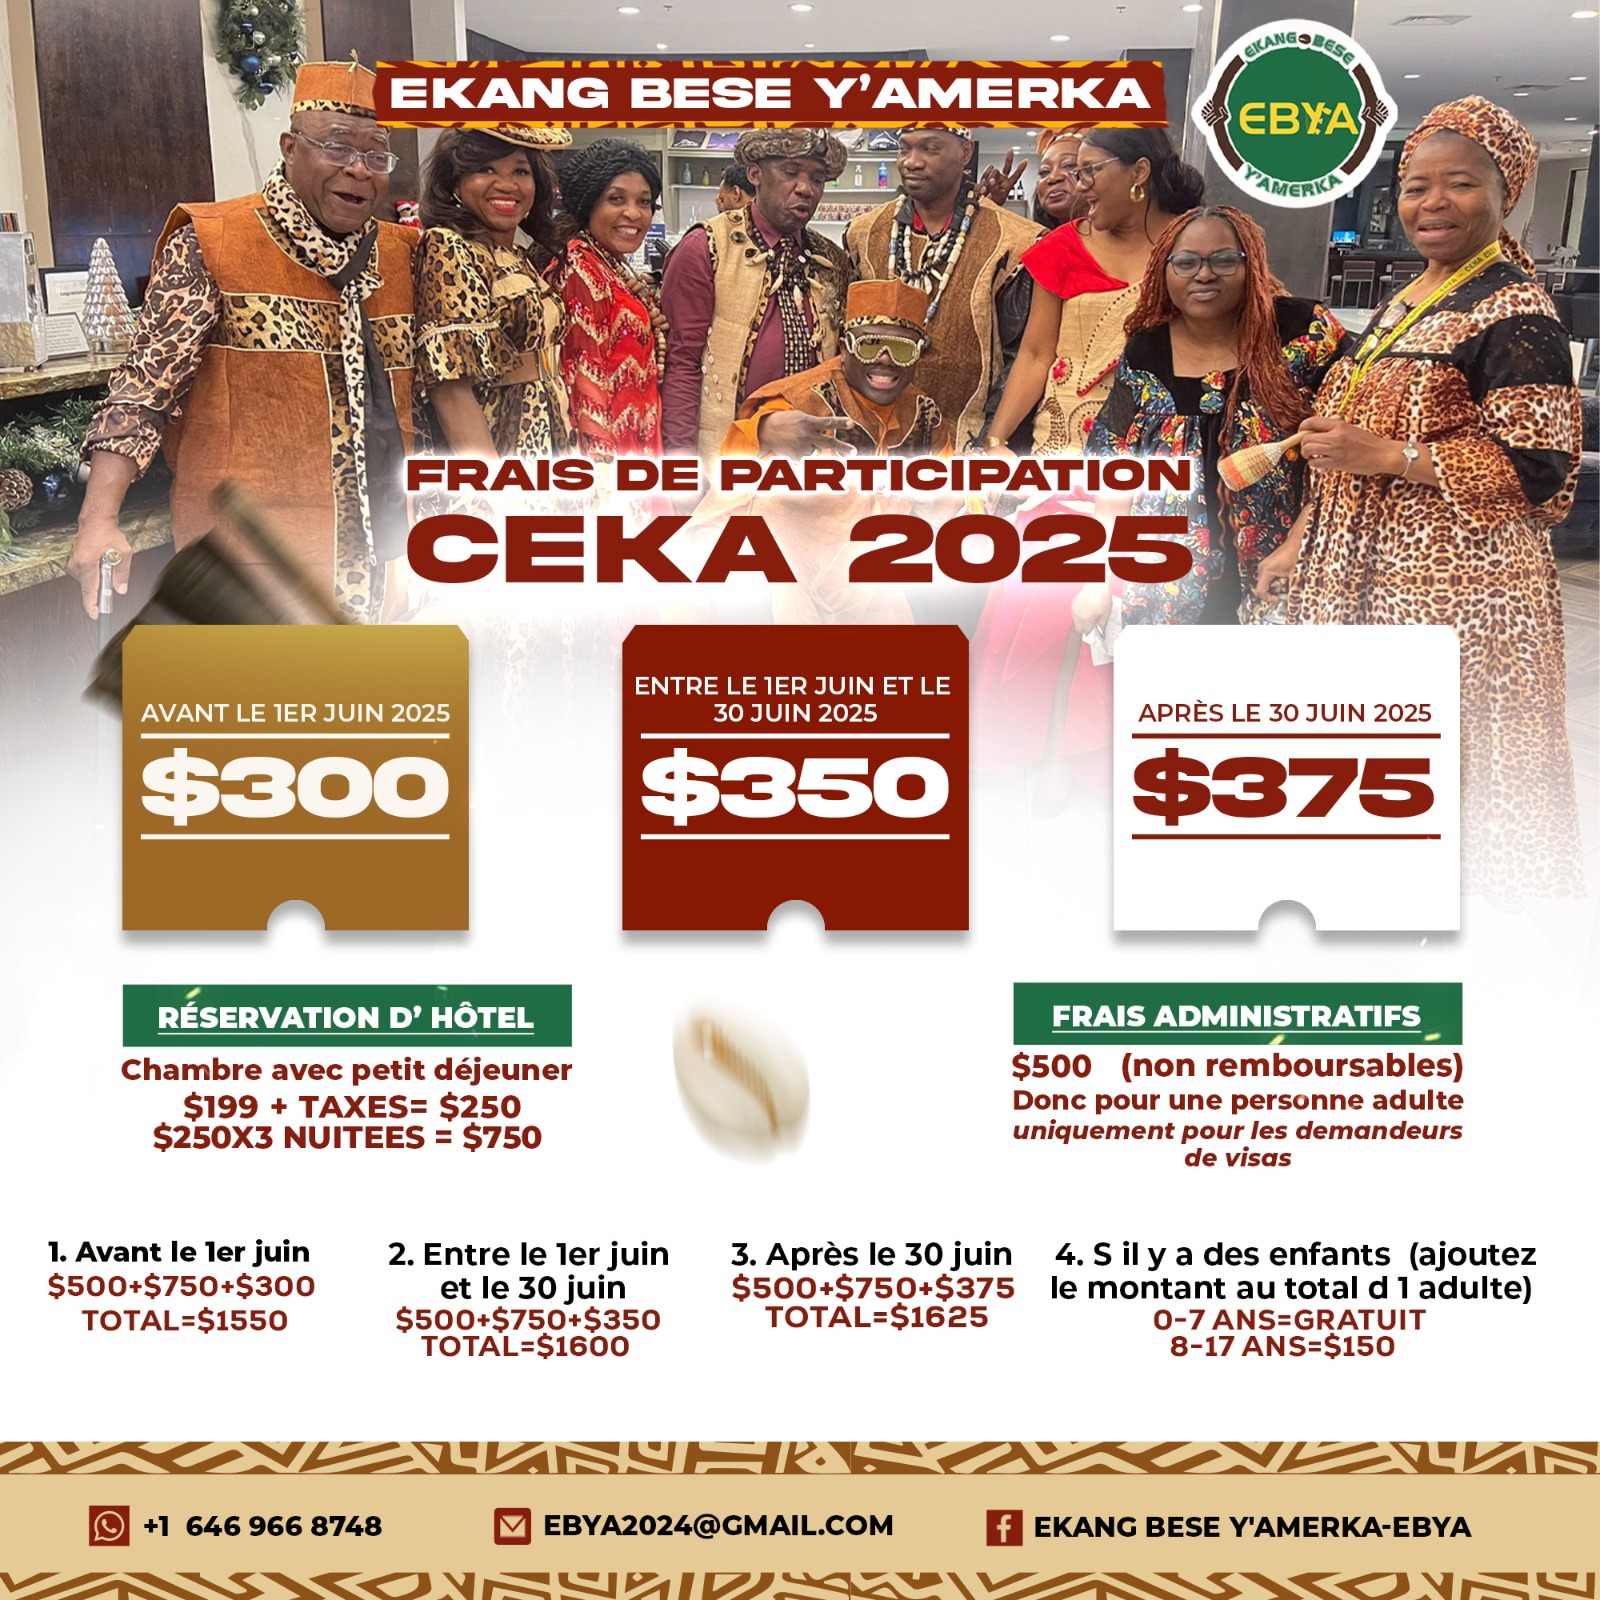 EKANG BESE Y'AMERKA
EKANG BESE
EBYA
Y'AMERKA
FRAIS DE PARTICIPATION
CEKA 2025
AVANT LE 1ER JUIN 2025
$300
ENTRE LE 1ER JUIN ET LE
30 JUIN 2025
$350
APRÈS LE 30 JUIN 2025
$375
RÉSERVATION D' HÔTEL
Chambre avec petit déjeuner
$199 + TAXES= $250
$250X3 NUITEES = $750
FRAIS ADMINISTRATIFS
$500 (non remboursables)
Donc pour une personne adulte
uniquement pour les demandeurs
de visas
1. Avant le 1er juin
$500+$750+$300
TOTAL=$1550
2. Entre le 1er juin
et le 30 juin
$500+$750+$350
TOTAL=$1600
3. Après le 30 juin
$500+$750+$375
TOTAL=$1625
4. S il y a des enfants (ajoutez
le montant au total d 1 adulte)
0-7 ANS=GRATUIT
8-17 ANS=$150
+1 646 966 8748
EBYA2024@GMAIL.COM
EKANG BESE Y'AMERKA-EBYA